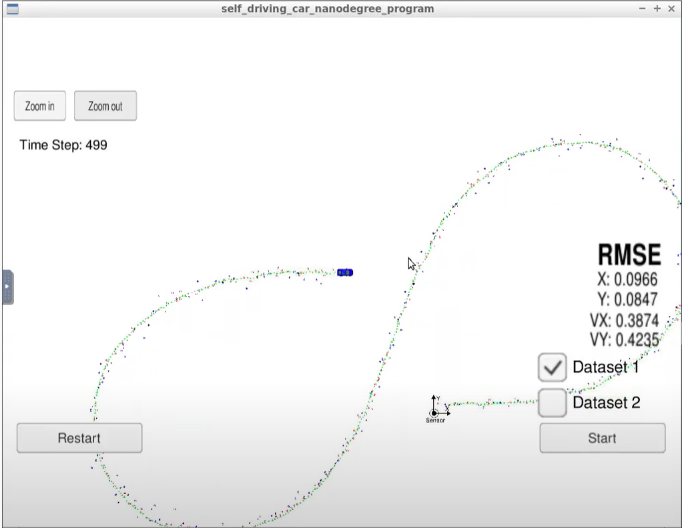 self_driving_car_nanodegree_program
Zoom in
Zoom out
Time Step: 499
RMSE
X: 0.0966
Y: 0.0847
VX: 0.3874
VY: 0.4235
Dataset 1
Dataset 2
Y
X
Sensor
Restart
Start